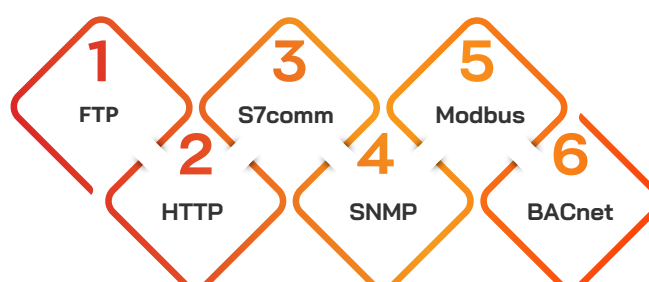 1
FTP
2
HTTP
3
S7comm
4
SNMP
5
Modbus
6
BACnet